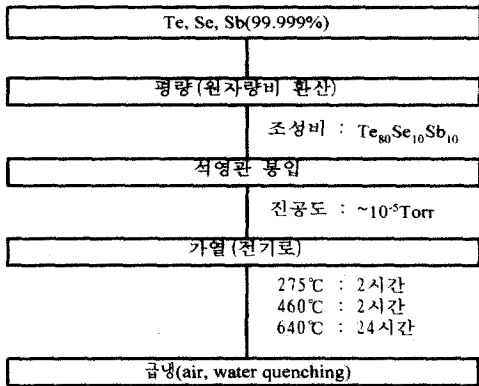 Te, Se, Sb(99.999%)
평량(원자량비 환산)
조성비 : Te₈₀Se₁₀Sb₁₀
석영관 봉입
진공도 : ~10⁻⁵Torr
가열(전기로)
275℃ : 2시간
460℃ : 2시간
640℃ : 24시간
급냉(air, water quenching)